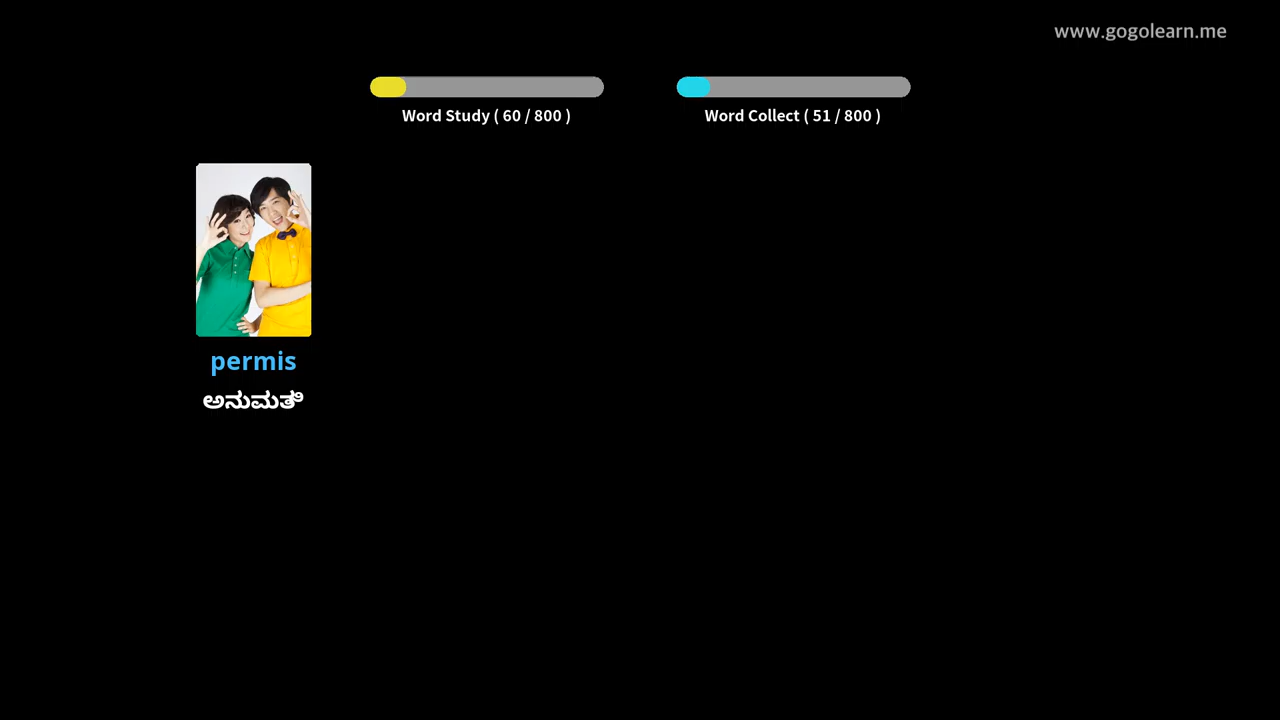 www.gogolearn.me
Word Study ( 60 / 800 )
Word Collect ( 51 / 800 )
permis
ಅನುಮತಿ